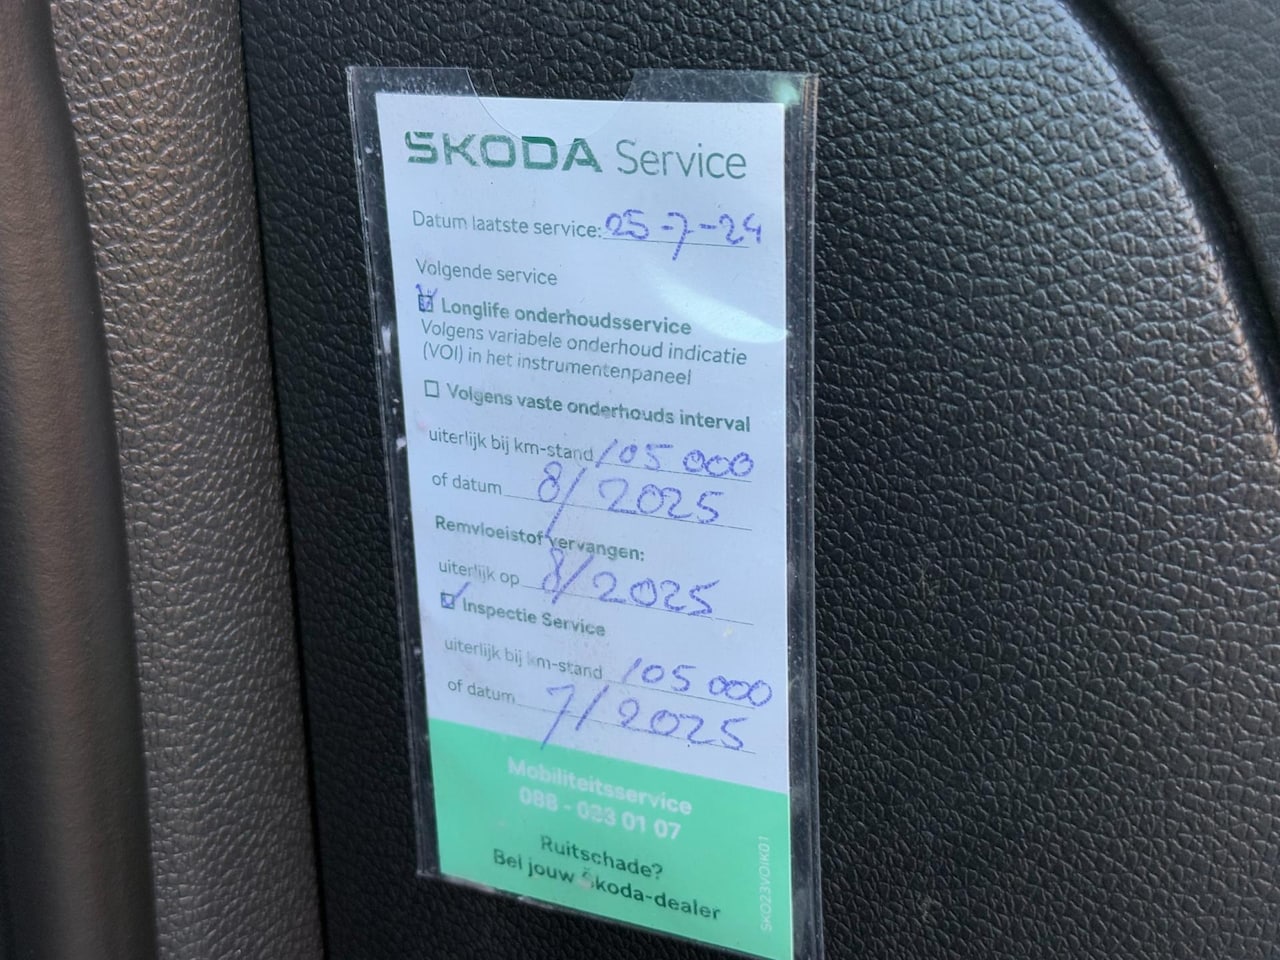 ŠKODA Service
Datum laatste service: 25-7-24
Volgende service
Longlife onderhoudsservice
Volgens variabele onderhoud indicatie
(VOI) in het instrumentenpaneel
Volgens vaste onderhouds interval
uiterlijk bij km-stand 105 000
of datum 8/2025
Remvloeistof vervangen:
uiterlijk op 8/2025
Inspectie Service
uiterlijk bij km-stand 105 000
of datum 7/2025
Mobiliteitsservice
088 - 033 01 07
Ruitschade?
Bel jouw Škoda-dealer
SKO23VOIK01